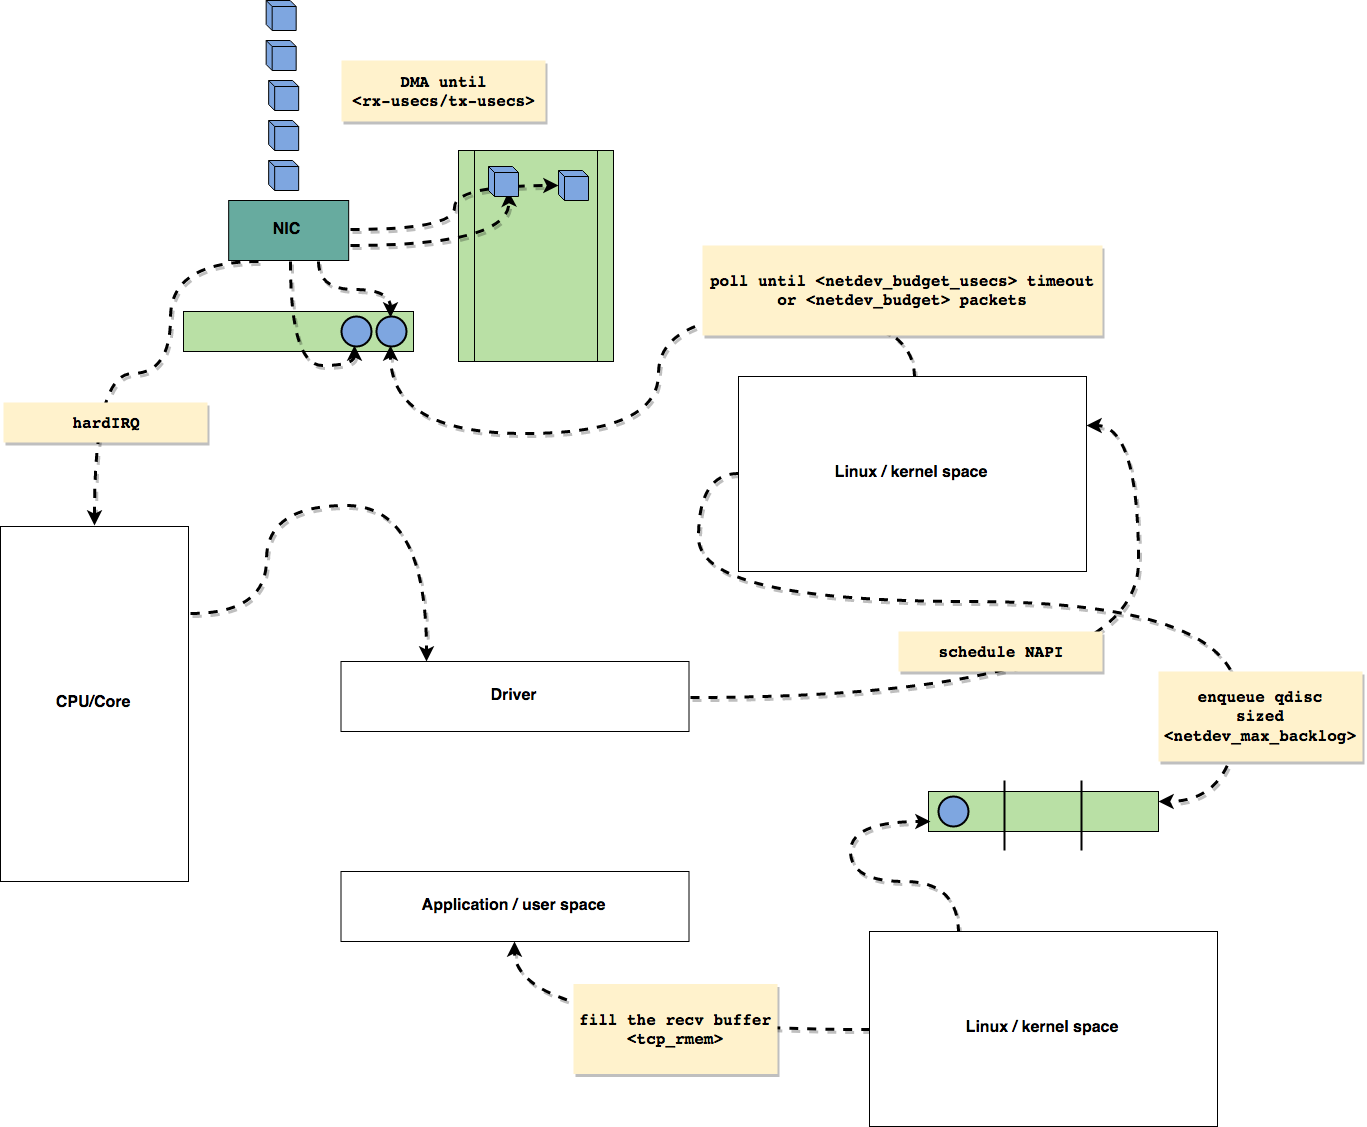 DMA until
<rx-usecs/tx-usecs>
NIC
poll until <netdev_budget_usecs> timeout
or <netdev_budget> packets
hardIRQ
Linux / kernel space
schedule NAPI
Driver
CPU/Core
enqueue qdisc
sized
<netdev_max_backlog>
Application / user space
fill the recv buffer
<tcp_rmem>
Linux / kernel space